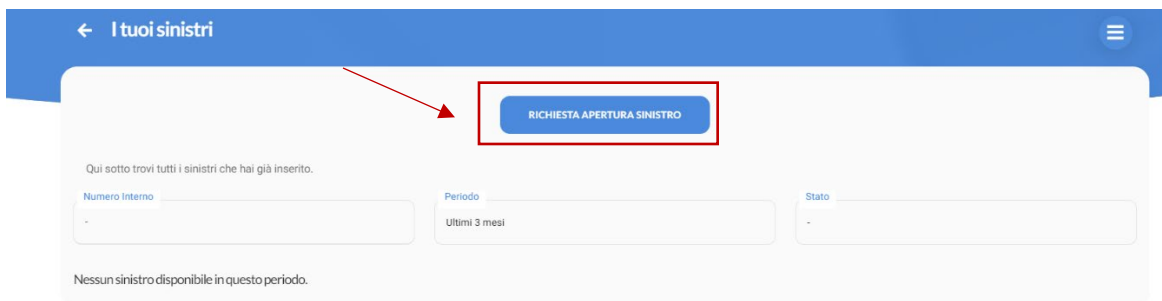 I tuoi sinistri
RICHIESTA APERTURA SINISTRO
Qui sotto trovi tutti i sinistri che hai già inserito.
Numero Interno
-
Periodo
Ultimi 3 mesi
Stato
-
Nessun sinistro disponibile in questo periodo.